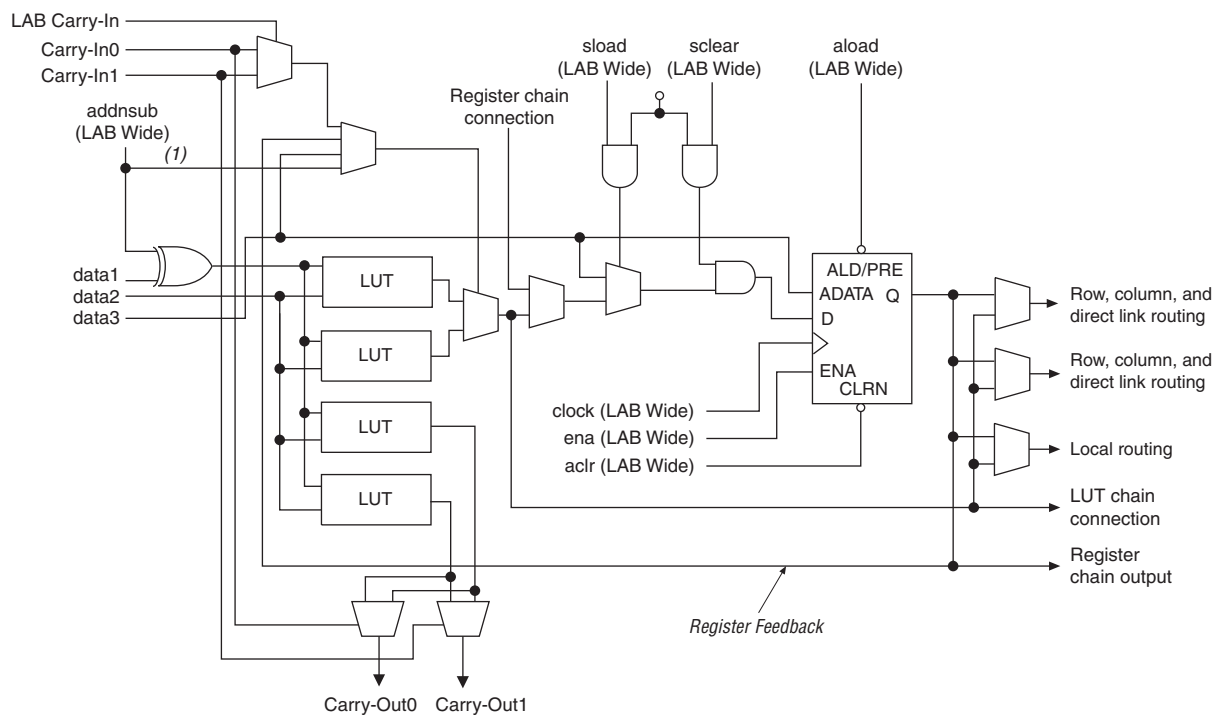 LAB Carry-In
Carry-In0
Carry-In1
addnsub
(LAB Wide)
(1)
Register chain
connection
sload
(LAB Wide)
sclear
(LAB Wide)
aload
(LAB Wide)
data1
data2
data3
LUT
LUT
LUT
LUT
ALD/PRE
ADATA Q
D
ENA
CLRN
clock (LAB Wide)
ena (LAB Wide)
aclr (LAB Wide)
Row, column, and
direct link routing
Row, column, and
direct link routing
Local routing
LUT chain
connection
Register
chain output
Register Feedback
Carry-Out0
Carry-Out1